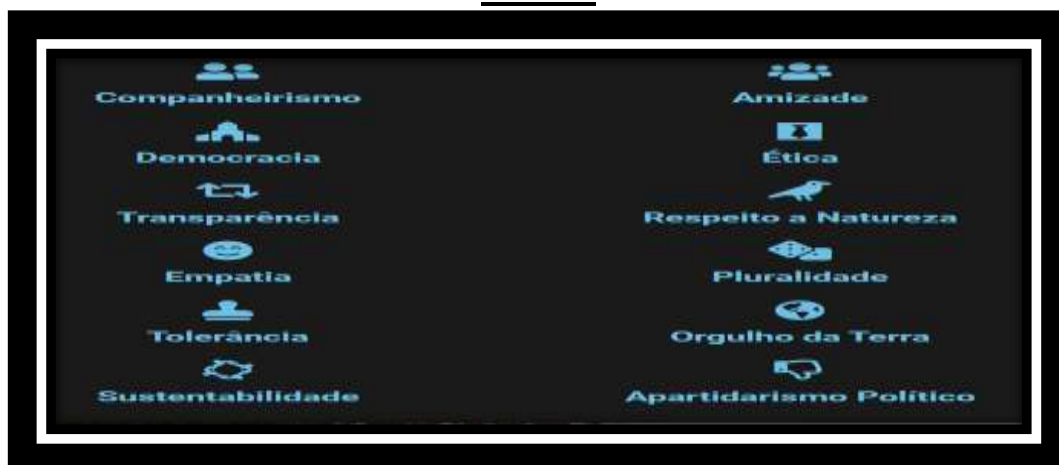 Companheirismo
Amizade
Democracia
Ética
Transparência
Respeito a Natureza
Empatia
Pluralidade
Tolerância
Orgulho da Terra
Sustentabilidade
Apartidarismo Político